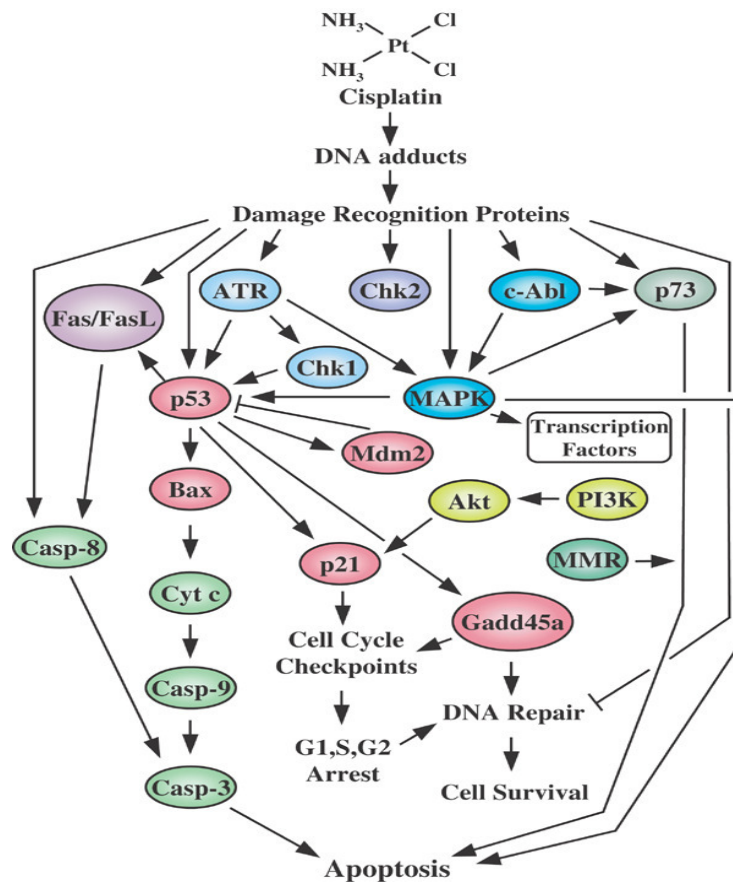 NH3 Cl
Pt
NH3 Cl
Cisplatin
DNA adducts
Damage Recognition Proteins
ATR
Chk2
c-Abl
p73
Fas/FasL
Chk1
p53
MAPK
Transcription
Factors
Mdm2
Bax
Akt
PI3K
Casp-8
p21
MMR
Cyt c
Gadd45a
Cell Cycle
Checkpoints
Casp-9
DNA Repair
G1,S,G2
Arrest
Casp-3
Cell Survival
Apoptosis